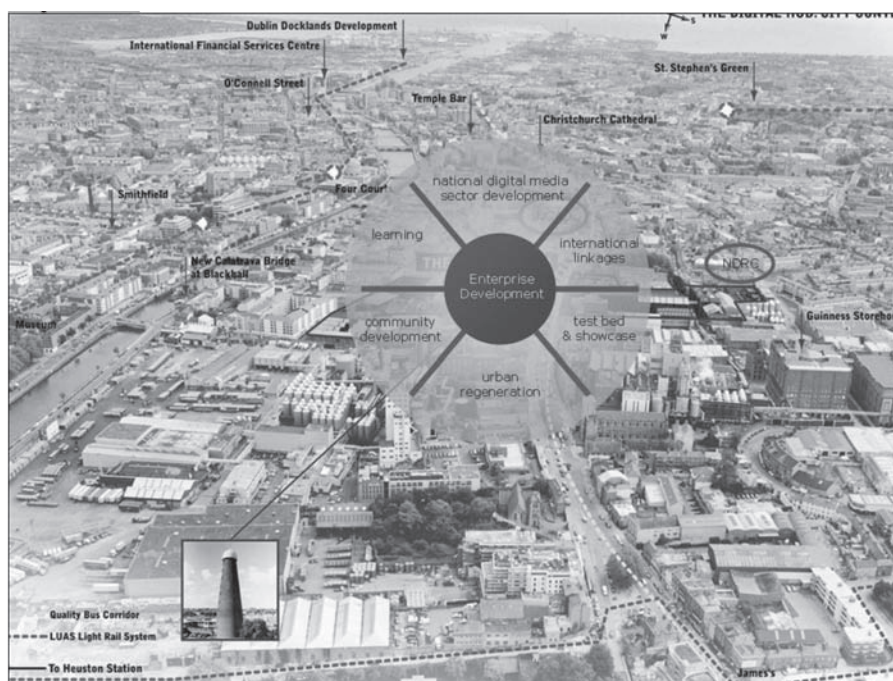 Dublin Docklands Development
THE DIGITAL HUB: CITY CONT
W
S
International Financial Services Centre
St. Stephen's Green
O'Connell Street
Temple Bar
Christchurch Cathedral
Four Court
national digital media
sector development
Smithfield
learning
international
linkages
New Calatrava Bridge
at Blackhall
NDRC
Enterprise
Development
Museum
community
development
test bed
& showcase
Guinness Storeho
urban
regeneration
Quality Bus Corridor
LUAS Light Rail System
To Heuston Station
James's